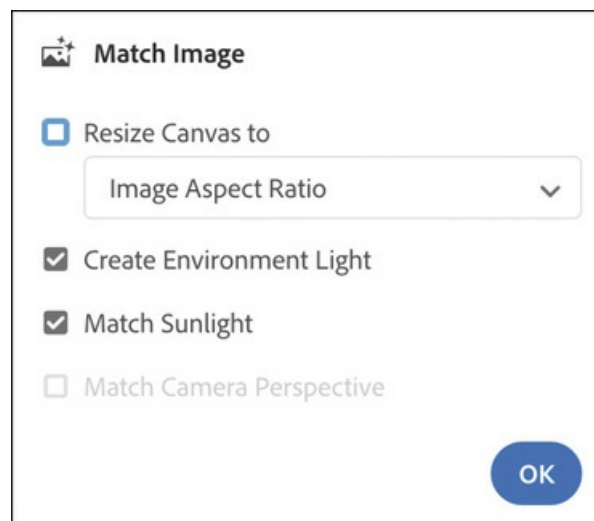 Match Image
Resize Canvas to
Image Aspect Ratio
Create Environment Light
Match Sunlight
Match Camera Perspective
OK